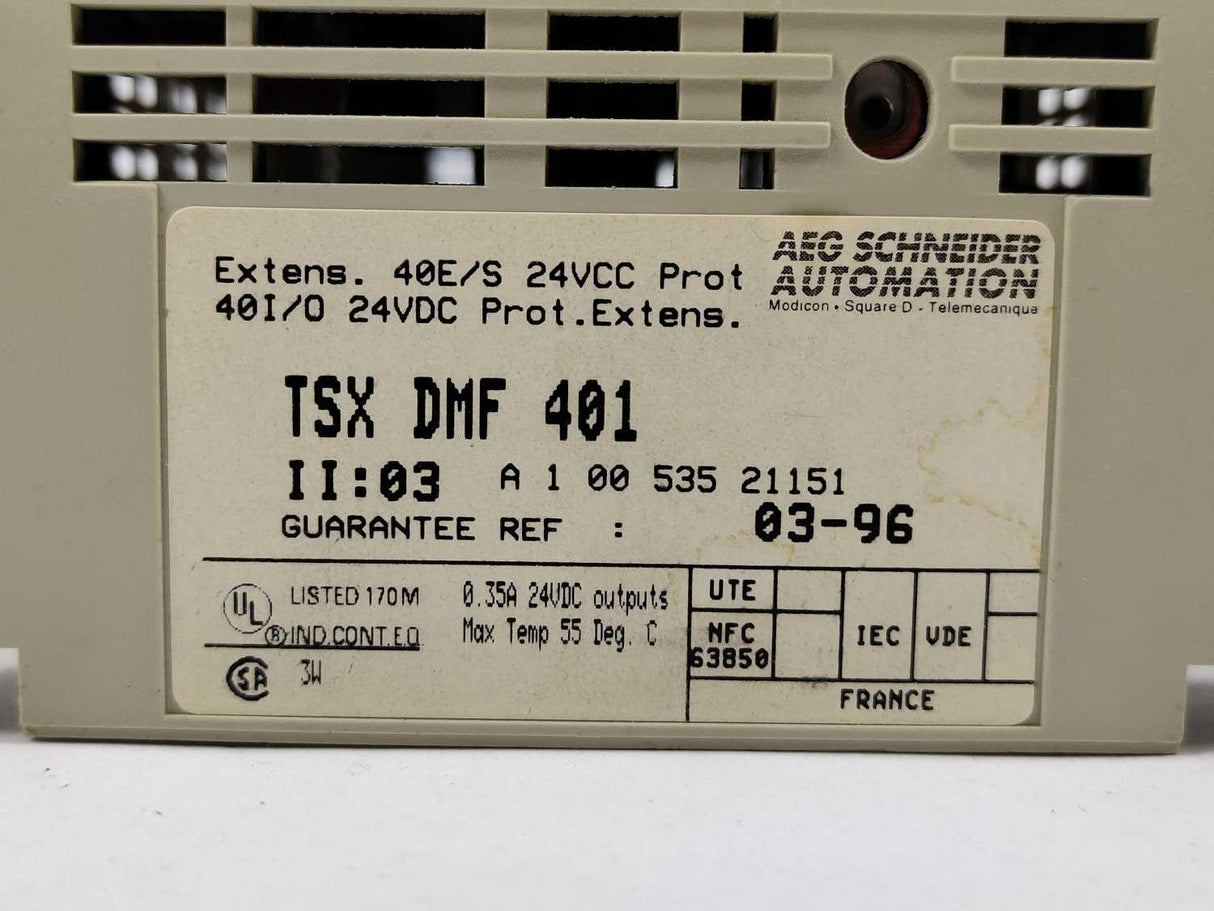 Extens. 40E/S 24VCC Prot
40I/O 24VDC Prot.Extens.
AEG SCHNEIDER
AUTOMATION
Modicon • Square D - Telemecanique
TSX DMF 401
II:03 A 1 00 535 21151
GUARANTEE REF : 03-96
UL LISTED 170M
® IND.CONT.EQ
SA 3W
0.35A 24VDC outputs
Max Temp 55 Deg. C
UTE
NFC
63850
IEC VDE
FRANCE